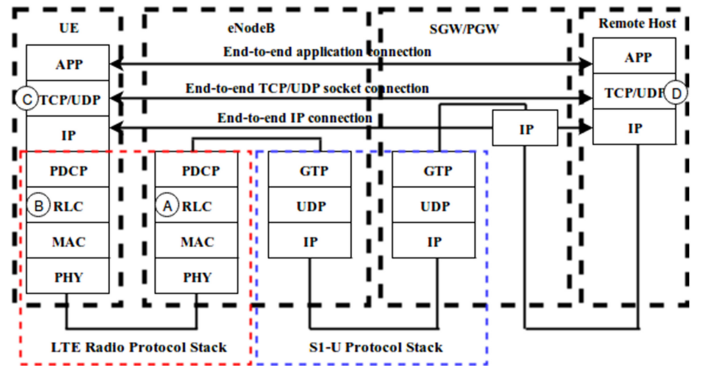 UE
eNodeB
SGW/PGW
Remote Host
APP
End-to-end application connection
APP
C
TCP/UDP
End-to-end TCP/UDP socket connection
TCP/UDP
D
IP
End-to-end IP connection
IP
IP
PDCP
PDCP
GTP
GTP
B
RLC
A
RLC
UDP
UDP
MAC
MAC
IP
IP
PHY
PHY
LTE Radio Protocol Stack
S1-U Protocol Stack